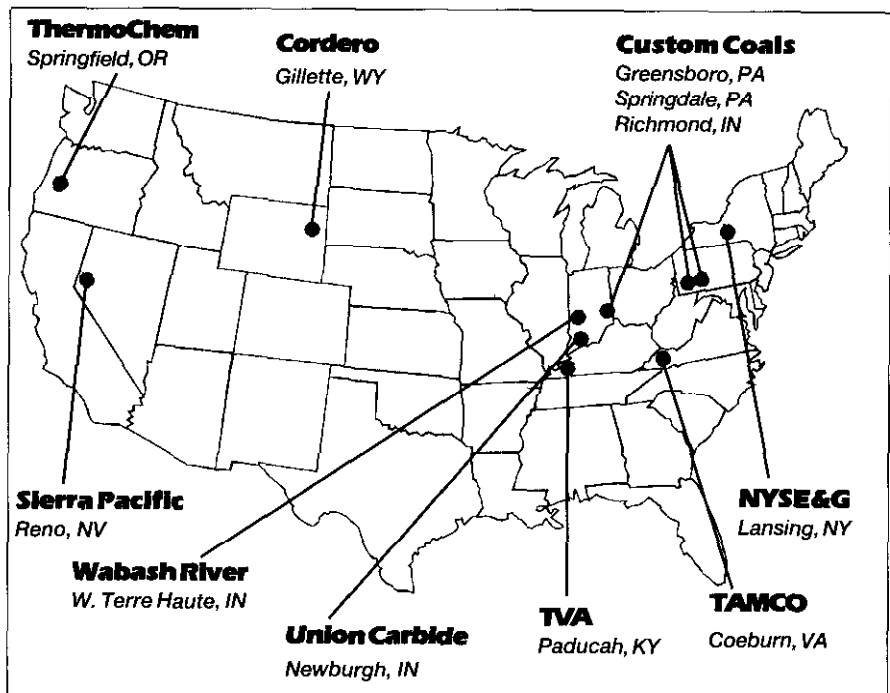 ThermoChem
Springfield, OR
Cordero
Gillette, WY
Custom Coals
Greensboro, PA
Springdale, PA
Richmond, IN
Sierra Pacific
Reno, NV
Wabash River
W. Terre Haute, IN
Union Carbide
Newburgh, IN
TVA
Paducah, KY
TAMCO
Coeburn, VA
NYSE&G
Lansing, NY